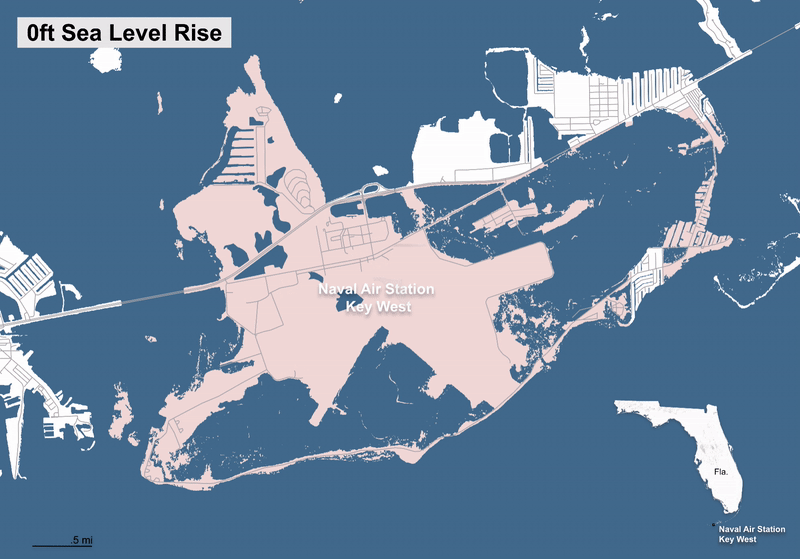 0ft Sea Level Rise
Naval Air Station
Key West
Fla.
Naval Air Station
Key West
.5 mi